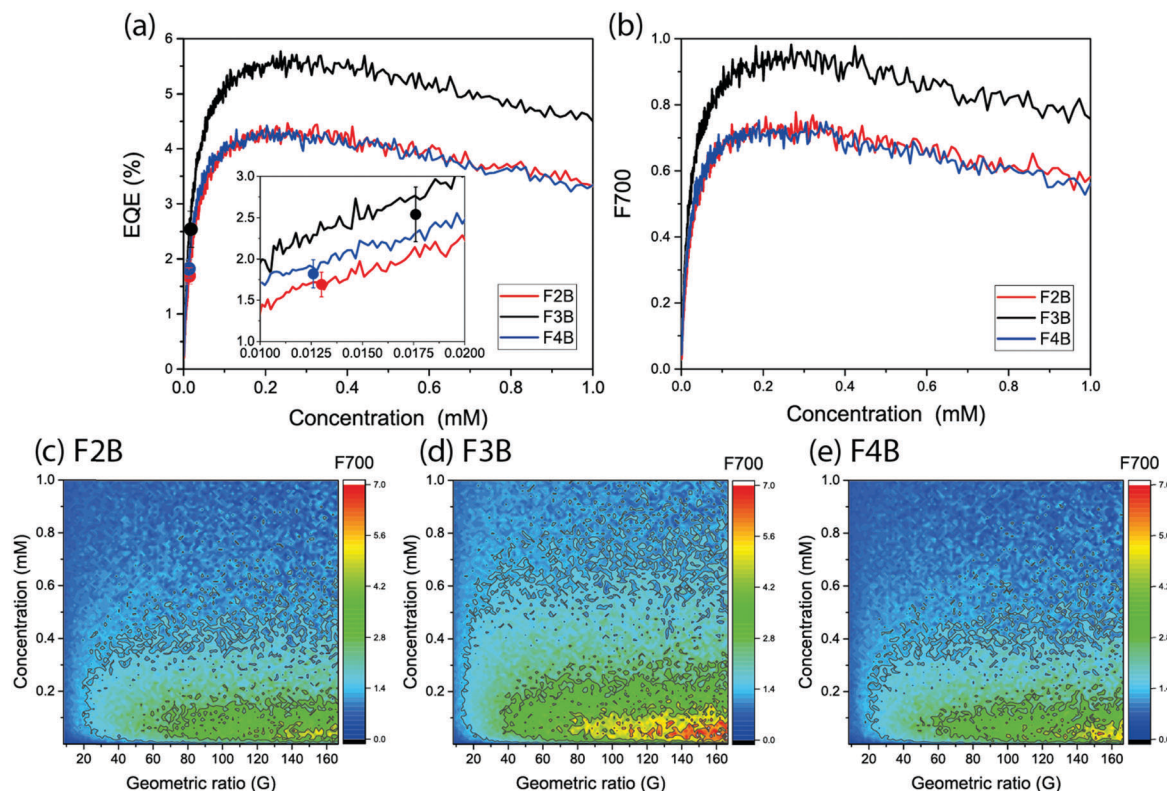 (a)
(b)
EQE (%)
6
5
4
3
2
1
0
0.0 0.2 0.4 0.6 0.8 1.0
Concentration (mM)
3.0
2.5
2.0
1.5
1.0
0.0100 0.0125 0.0150 0.0175 0.0200
F2B
F3B
F4B
F700
1.0
0.8
0.6
0.4
0.2
0.0
0.0 0.2 0.4 0.6 0.8 1.0
Concentration (mM)
F2B
F3B
F4B
(c) F2B
F700
Concentration (mM)
1.0
0.8
0.6
0.4
0.2
20 40 60 80 100 120 140 160
Geometric ratio (G)
7.0
5.6
4.2
2.8
1.4
0.0
(d) F3B
F700
Concentration (mM)
1.0
0.8
0.6
0.4
0.2
20 40 60 80 100 120 140 160
Geometric ratio (G)
7.0
5.6
4.2
2.8
1.4
0.0
(e) F4B
F700
Concentration (mM)
1.0
0.8
0.6
0.4
0.2
20 40 60 80 100 120 140 160
Geometric ratio (G)